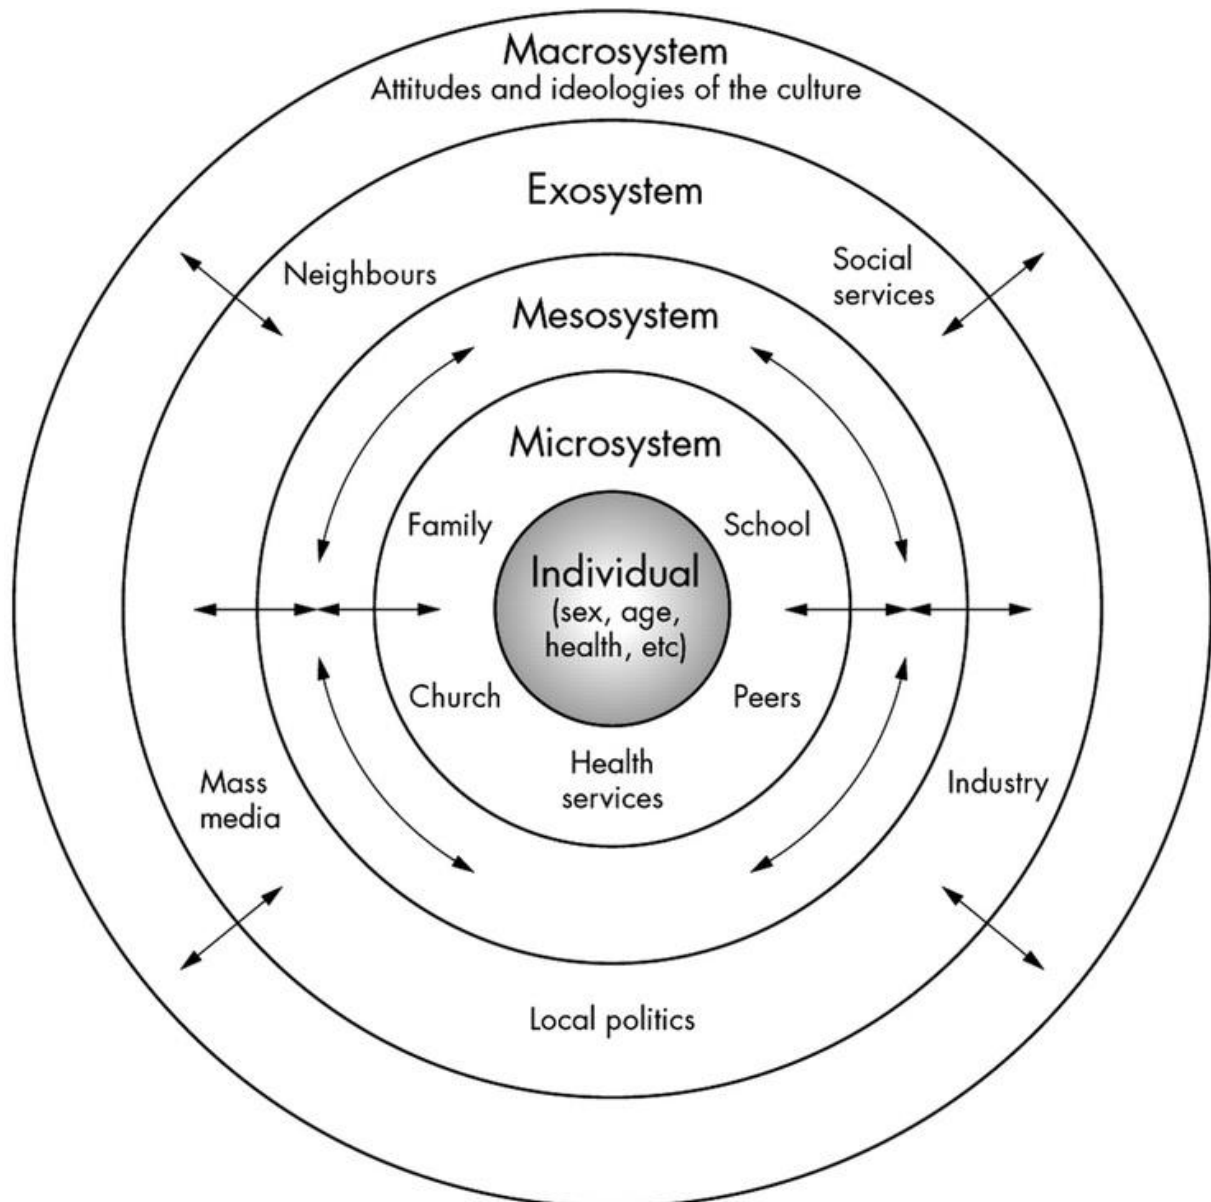 Macrosystem
Attitudes and ideologies of the culture
Exosystem
Neighbours
Social
services
Mesosystem
Microsystem
Family
School
Individual
(sex, age,
health, etc)
Church
Peers
Health
services
Mass
media
Industry
Local politics